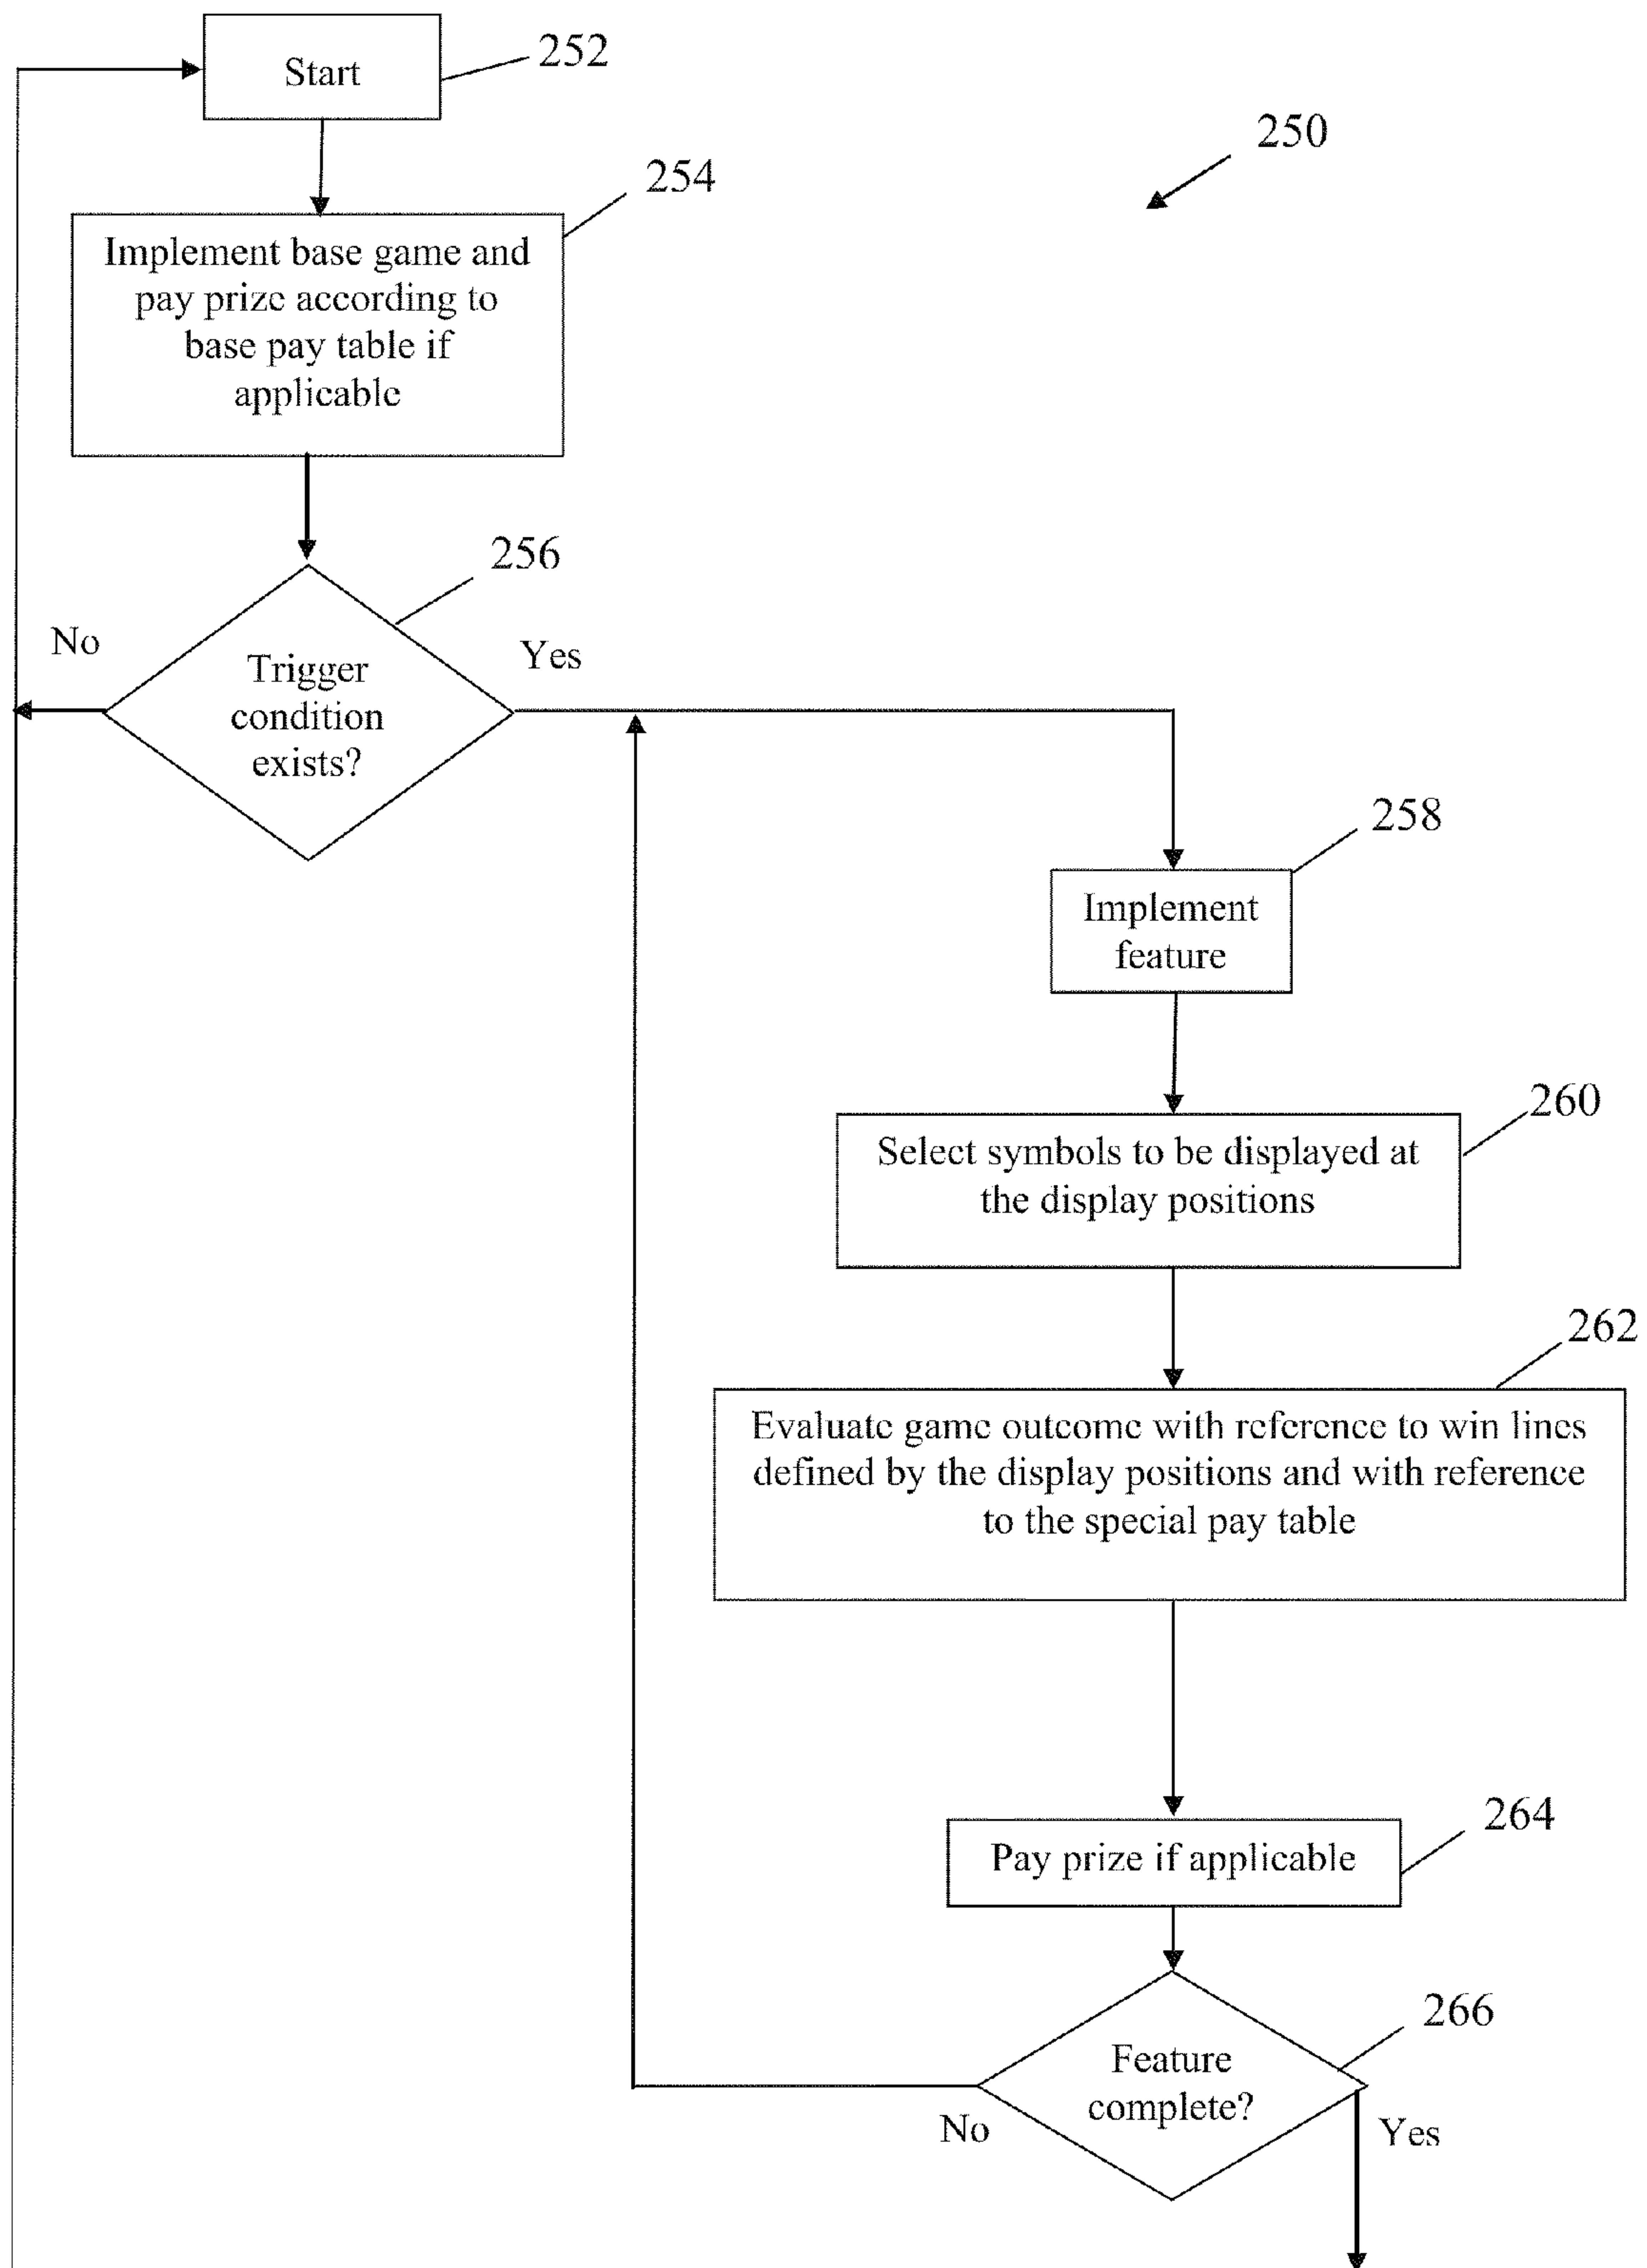 Start
252
250
254
Implement base game and
pay prize according to
base pay table if
applicable
256
No
Yes
Trigger
condition
exists?
258
Implement
feature
260
Select symbols to be displayed at
the display positions
262
Evaluate game outcome with reference to win lines
defined by the display positions and with reference
to the special pay table
264
Pay prize if applicable
266
Feature
complete?
No
Yes